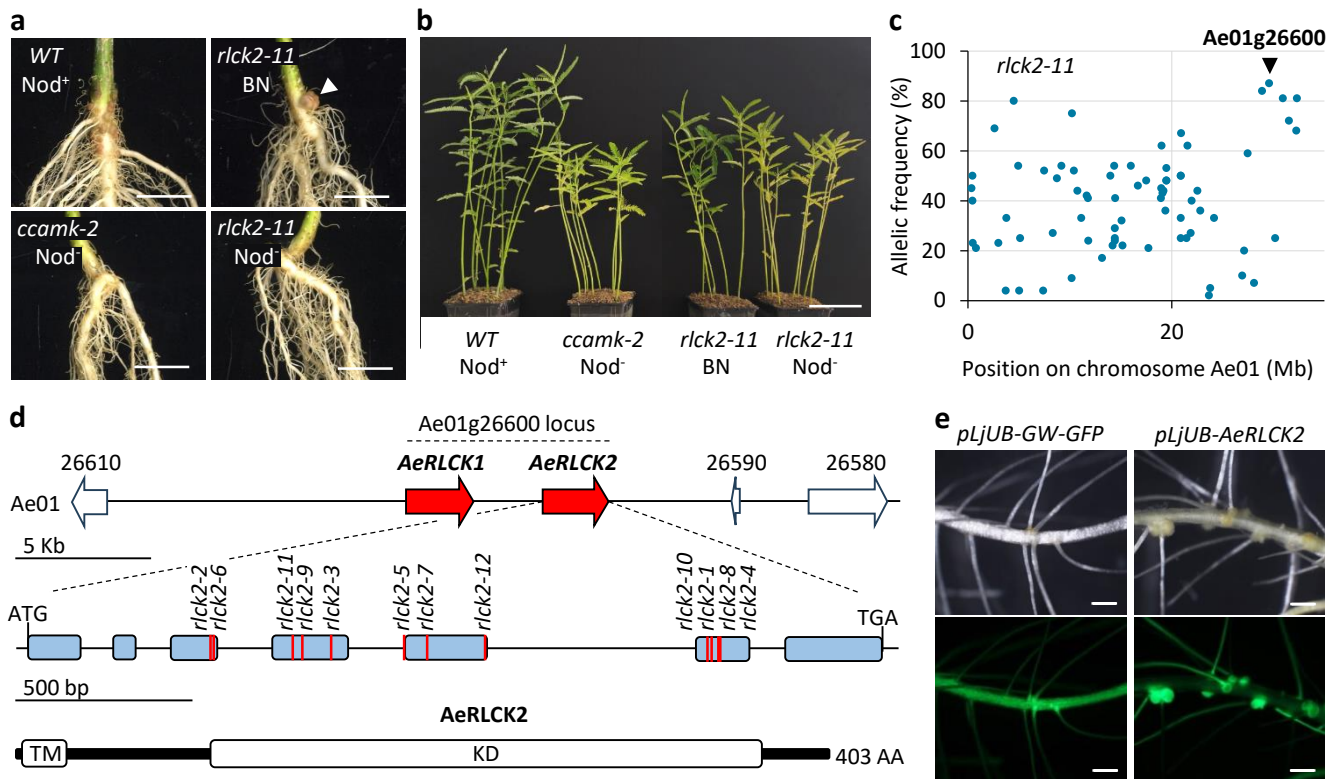 a
WT
Nod⁺
rlck2-11
BN
ccamk-2
Nod⁻
rlck2-11
Nod⁻
b
WT
Nod⁺
ccamk-2
Nod⁻
rlck2-11
BN
rlck2-11
Nod⁻
c
Ae01g26600
rlck2-11
Allelic frequency (%)
100
80
60
40
20
0
0
20
Position on chromosome Ae01 (Mb)
d
Ae01g26600 locus
26610
AeRLCK1
AeRLCK2
26590
26580
Ae01
5 Kb
ATG
rlck2-2
rlck2-6
rlck2-11
rlck2-9
rlck2-3
rlck2-5
rlck2-7
rlck2-12
rlck2-10
rlck2-1
rlck2-8
rlck2-4
TGA
500 bp
AeRLCK2
TM
KD
403 AA
e
pLjUB-GW-GFP
pLjUB-AeRLCK2